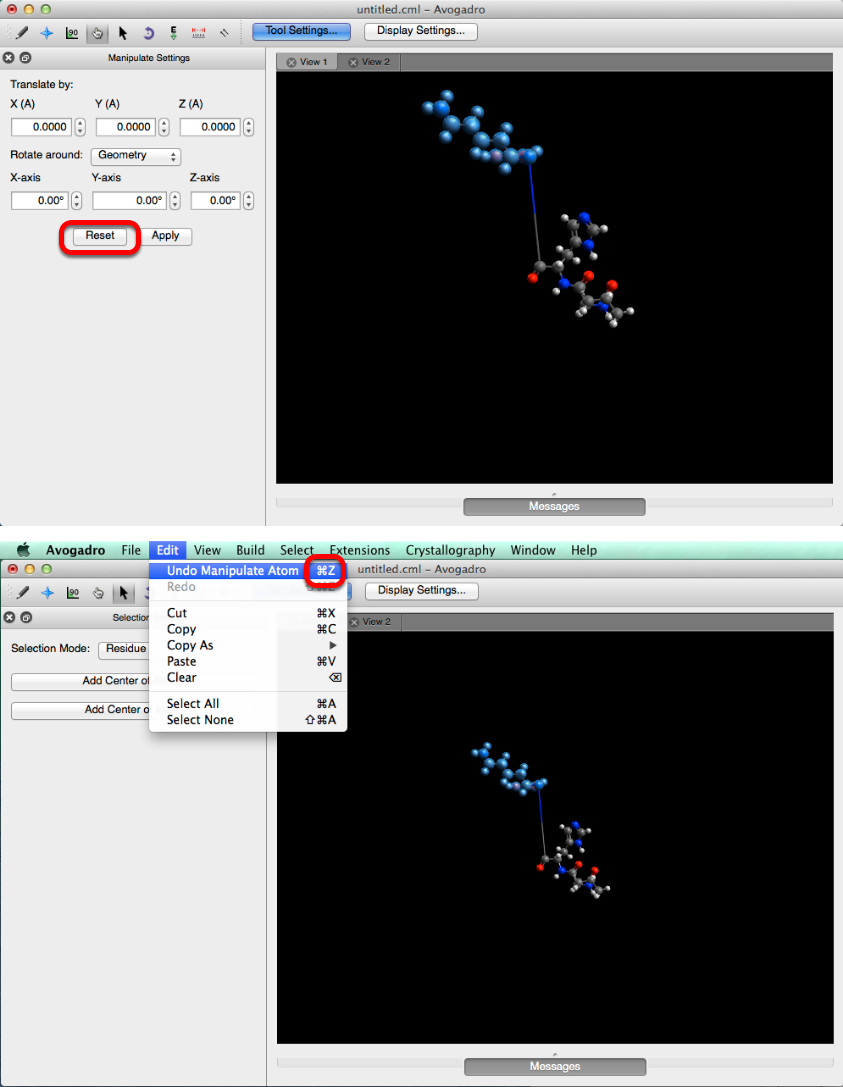 untitled.cml – Avogadro
90
E
Tool Settings...
Display Settings...
Manipulate Settings
View 1
View 2
Translate by:
X (A)
Y (A)
Z (A)
0.0000
0.0000
0.0000
Rotate around:
Geometry
X-axis
Y-axis
Z-axis
0.00°
0.00°
0.00°
Reset
Apply
Messages
Avogadro File Edit View Build Select Extensions Crystallography Window Help
untitled.cml – Avogadro
Undo Manipulate Atom ⌘Z
Redo ⇧⌘Z
90
Display Settings...
Cut ⌘X
Copy ⌘C
Copy As ▶
Paste ⌘V
Clear ⌫
Select All ⌘A
Select None ⇧⌘A
Selection Mode:
Residue
Add Center of
Add Center of
View 2
Messages